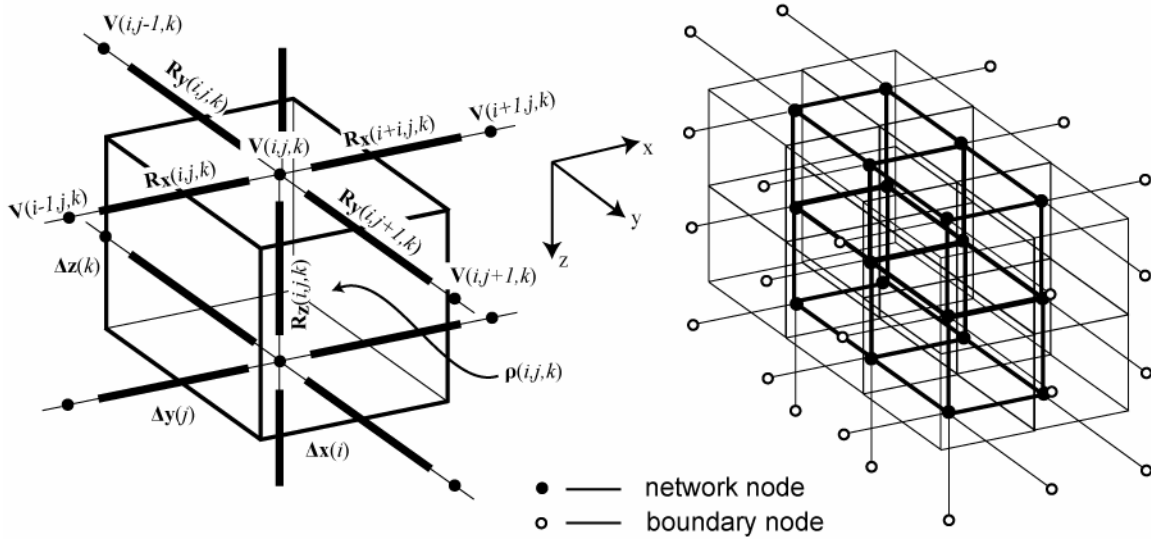 V(i,j-1,k)
Ry(i,j,k)
V(i+1,j,k)
V(i,j,k)
Rx(i+i,j,k)
Rx(i,j,k)
V(i-1,j,k)
Ry(i,j+1,k)
Δz(k)
V(i,j+1,k)
Rz(i,j,k)
ρ(i,j,k)
Δy(j)
Δx(i)
x
y
z
network node
boundary node